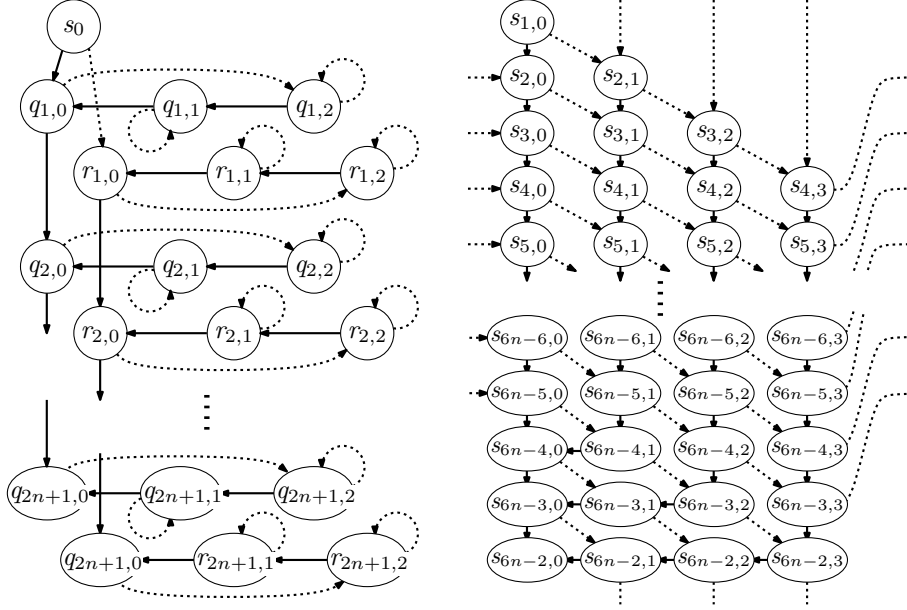 s₀
q₁,₀ q₁,₁ q₁,₂
r₁,₀ r₁,₁ r₁,₂
q₂,₀ q₂,₁ q₂,₂
r₂,₀ r₂,₁ r₂,₂
q₂ₙ₊₁,₀ q₂ₙ₊₁,₁ q₂ₙ₊₁,₂
q₂ₙ₊₁,₀ r₂ₙ₊₁,₁ r₂ₙ₊₁,₂
s₁,₀
s₂,₀ s₂,₁
s₃,₀ s₃,₁ s₃,₂
s₄,₀ s₄,₁ s₄,₂ s₄,₃
s₅,₀ s₅,₁ s₅,₂ s₅,₃
s₆ₙ₋₆,₀ s₆ₙ₋₆,₁ s₆ₙ₋₆,₂ s₆ₙ₋₆,₃
s₆ₙ₋₅,₀ s₆ₙ₋₅,₁ s₆ₙ₋₅,₂ s₆ₙ₋₅,₃
s₆ₙ₋₄,₀ s₆ₙ₋₄,₁ s₆ₙ₋₄,₂ s₆ₙ₋₄,₃
s₆ₙ₋₃,₀ s₆ₙ₋₃,₁ s₆ₙ₋₃,₂ s₆ₙ₋₃,₃
s₆ₙ₋₂,₀ s₆ₙ₋₂,₁ s₆ₙ₋₂,₂ s₆ₙ₋₂,₃